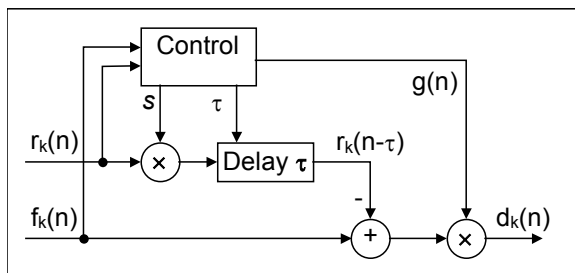 Control
s
τ
g(n)
r_k(n)
×
Delay τ
r_k(n-τ)
-
f_k(n)
+
×
d_k(n)